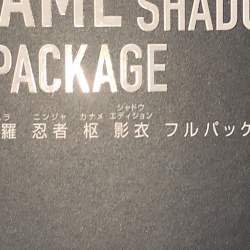 AME SHADO
PACKAGE
ラ ニンジャ カナメ シャドウエディション
羅 忍者 枢 影衣 フルパッケ